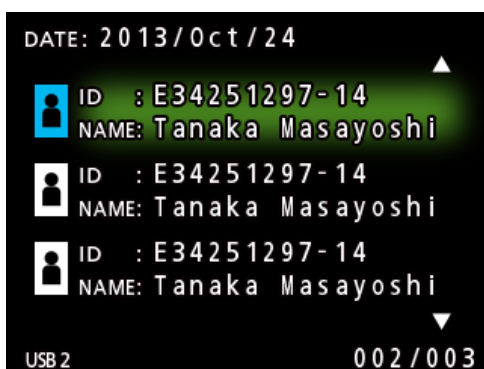 DATE: 2013/Oct/24
ID : E34251297-14
NAME: Tanaka Masayoshi
ID : E34251297-14
NAME: Tanaka Masayoshi
ID : E34251297-14
NAME: Tanaka Masayoshi
USB 2 002/003